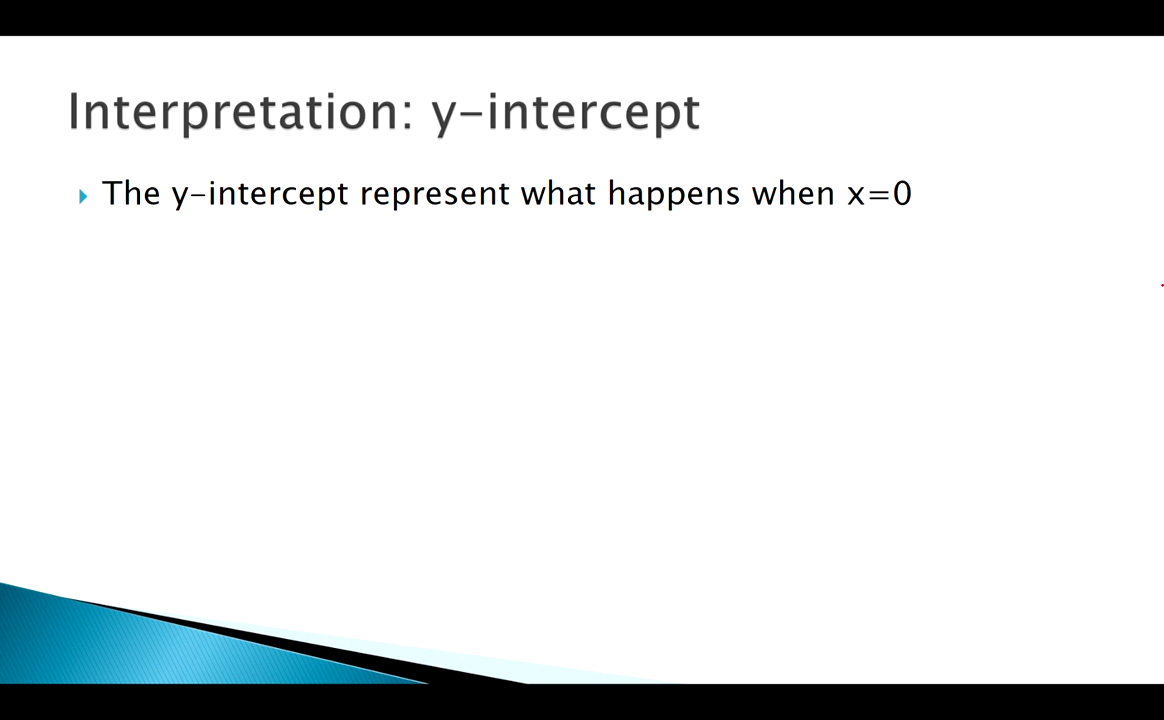 Interpretation: y-intercept
The y-intercept represent what happens when x=0